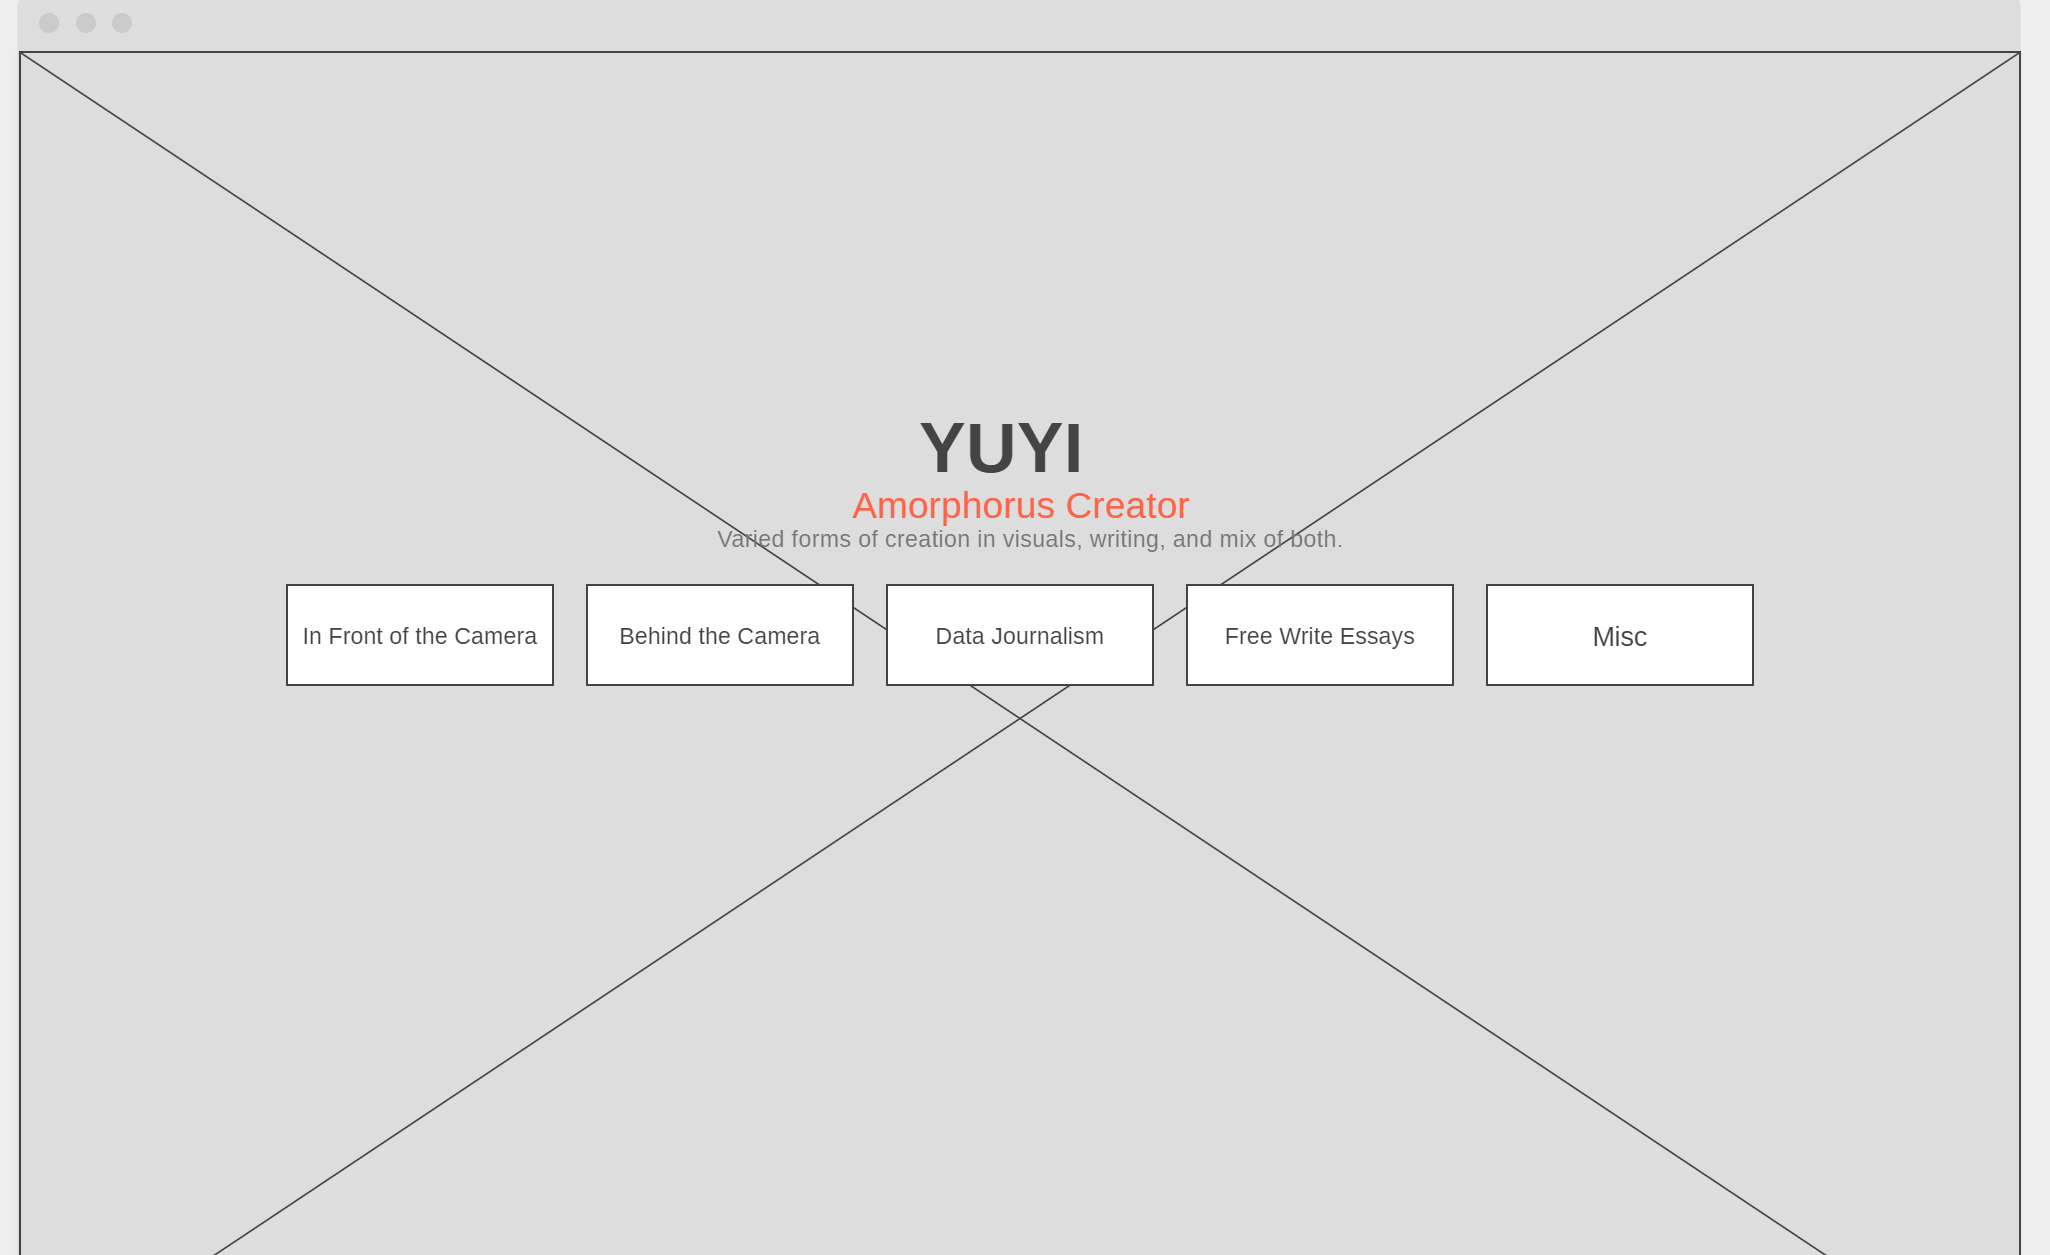 YUYI
Amorphorus Creator
Varied forms of creation in visuals, writing, and mix of both.
In Front of the Camera
Behind the Camera
Data Journalism
Free Write Essays
Misc